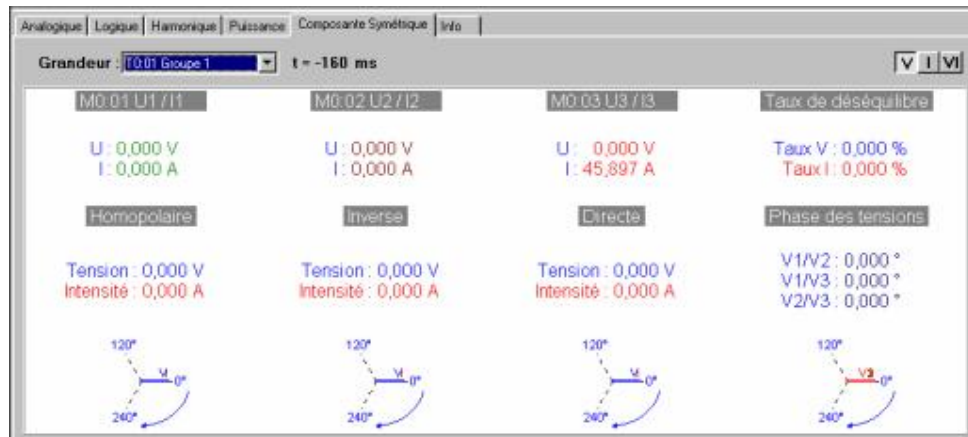 Analogique Logique Harmonique Puissance Composante Symétique Info
Grandeur : T0:01 Groupe 1 t = -160 ms V I VI
M0:01 U1 / I1 M0:02 U2 / I2 M0:03 U3 / I3 Taux de déséquilibre
U : 0,000 V U : 0,000 V U : 0,000 V Taux V : 0,000 %
I : 0,000 A I : 0,000 A I : 45,897 A Taux I : 0,000 %
Homopolaire Inverse Directe Phase des tensions
Tension : 0,000 V Tension : 0,000 V Tension : 0,000 V V1/V2 : 0,000 °
Intensité : 0,000 A Intensité : 0,000 A Intensité : 0,000 A V1/V3 : 0,000 °
V2/V3 : 0,000 °
120° 120° 120° 120°
0° 0° 0° 0°
240° 240° 240° 240°